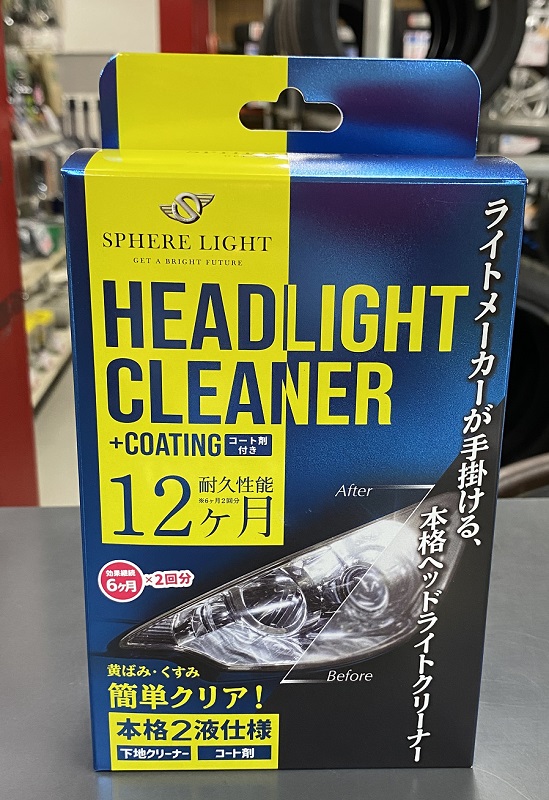 SPHERE LIGHT
GET A BRIGHT FUTURE
HEADLIGHT
CLEANER
+COATING コート剤付き
12ヶ月 耐久性能
※6ヶ月2回分
効果継続
6ヶ月 ×2回分
ライトメーカーが手掛ける、
本格ヘッドライトクリーナー
After
Before
黄ばみ・くすみ
簡単クリア！
本格2液仕様
下地クリーナー コート剤